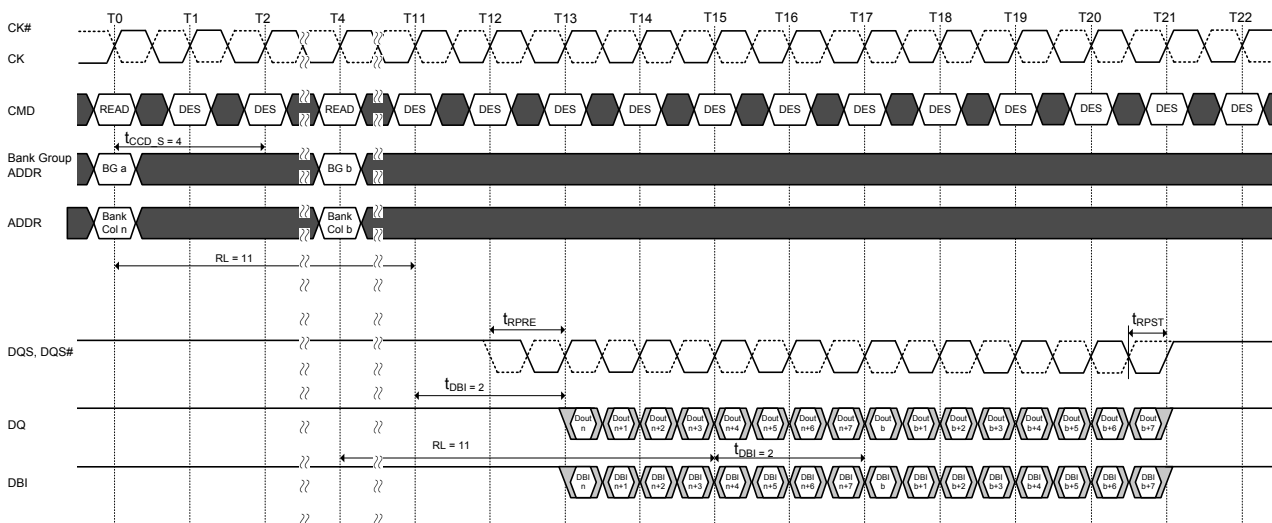 T0 T1 T2 T4 T11 T12 T13 T14 T15 T16 T17 T18 T19 T20 T21 T22
CK#
CK
CMD READ DES DES READ DES DES DES DES DES DES DES DES DES DES DES DES
tCCD_S = 4
Bank Group
ADDR
BG a BG b
ADDR
Bank
Col n
Bank
Col b
RL = 11
tRPRE
tRPST
DQS, DQS#
tDBI = 2
DQ
Dout
n
Dout
n+1
Dout
n+2
Dout
n+3
Dout
n+4
Dout
n+5
Dout
n+6
Dout
n+7
Dout
b
Dout
b+1
Dout
b+2
Dout
b+3
Dout
b+4
Dout
b+5
Dout
b+6
Dout
b+7
RL = 11
tDBI = 2
DBI
DBI
n
DBI
n+1
DBI
n+2
DBI
n+3
DBI
n+4
DBI
n+5
DBI
n+6
DBI
n+7
DBI
b
DBI
b+1
DBI
b+2
DBI
b+3
DBI
b+4
DBI
b+5
DBI
b+6
DBI
b+7